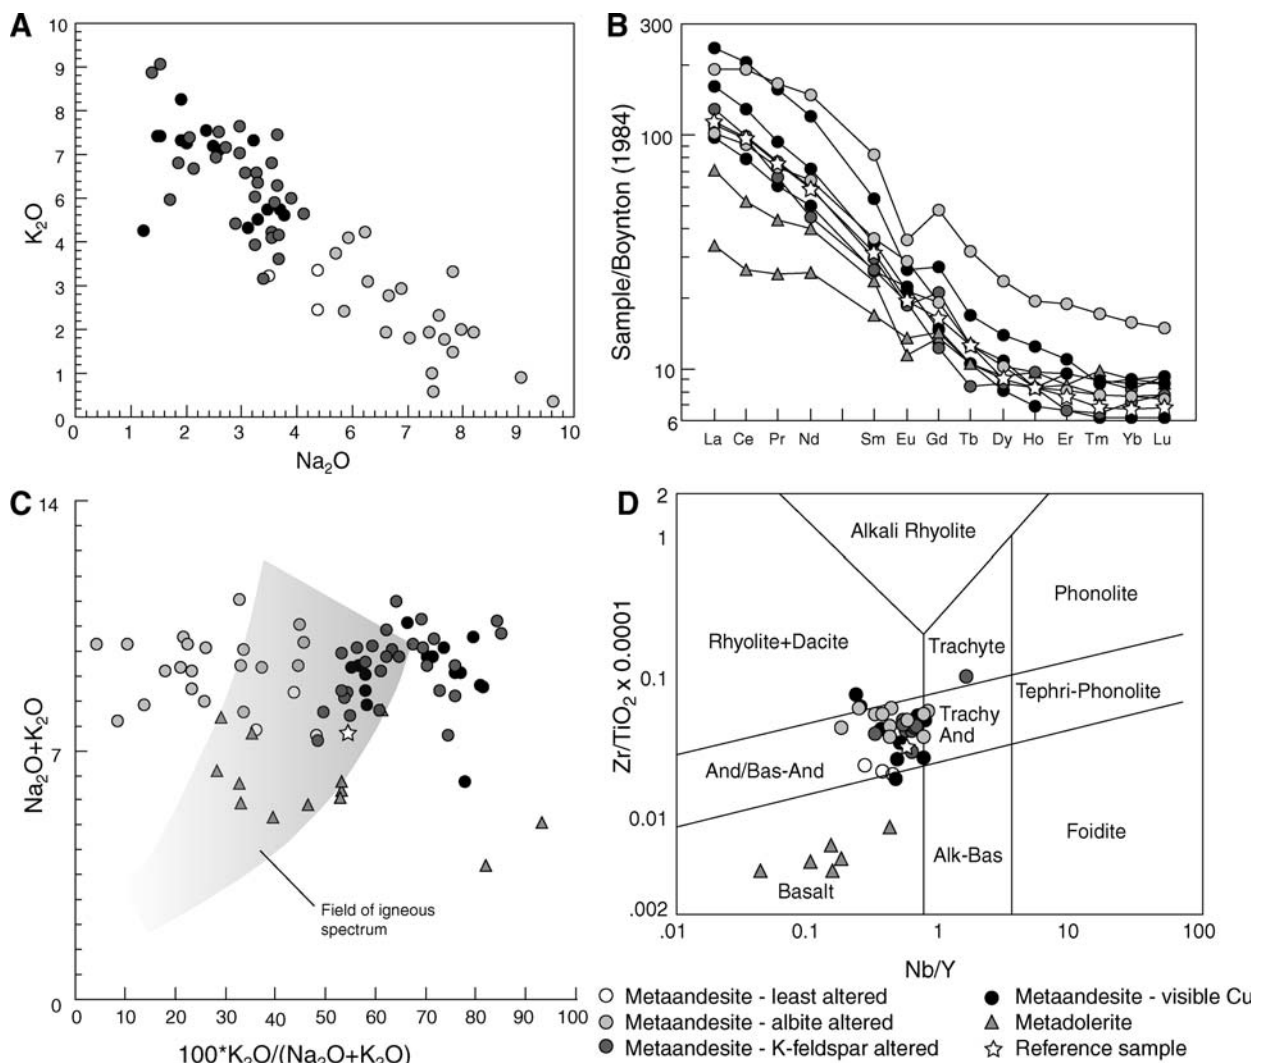 A
10
9
8
7
6
5
4
3
2
1
0
K2O
0 1 2 3 4 5 6 7 8 9 10
Na2O
B
300
100
10
6
Sample/Boynton (1984)
La Ce Pr Nd Sm Eu Gd Tb Dy Ho Er Tm Yb Lu
C
14
7
0
Na2O+K2O
Field of igneous
spectrum
0 10 20 30 40 50 60 70 80 90 100
100*K2O/(Na2O+K2O)
D
2
1
0.1
0.01
.002
Zr/TiO2 x 0.0001
Alkali Rhyolite
Phonolite
Rhyolite+Dacite
Trachyte
Tephri-Phonolite
Trachy
And
And/Bas-And
Foidite
Alk-Bas
Basalt
.01 0.1 1 10 100
Nb/Y
Metaandesite - least altered
Metaandesite - albite altered
Metaandesite - K-feldspar altered
Metaandesite - visible Cu
Metadolerite
Reference sample